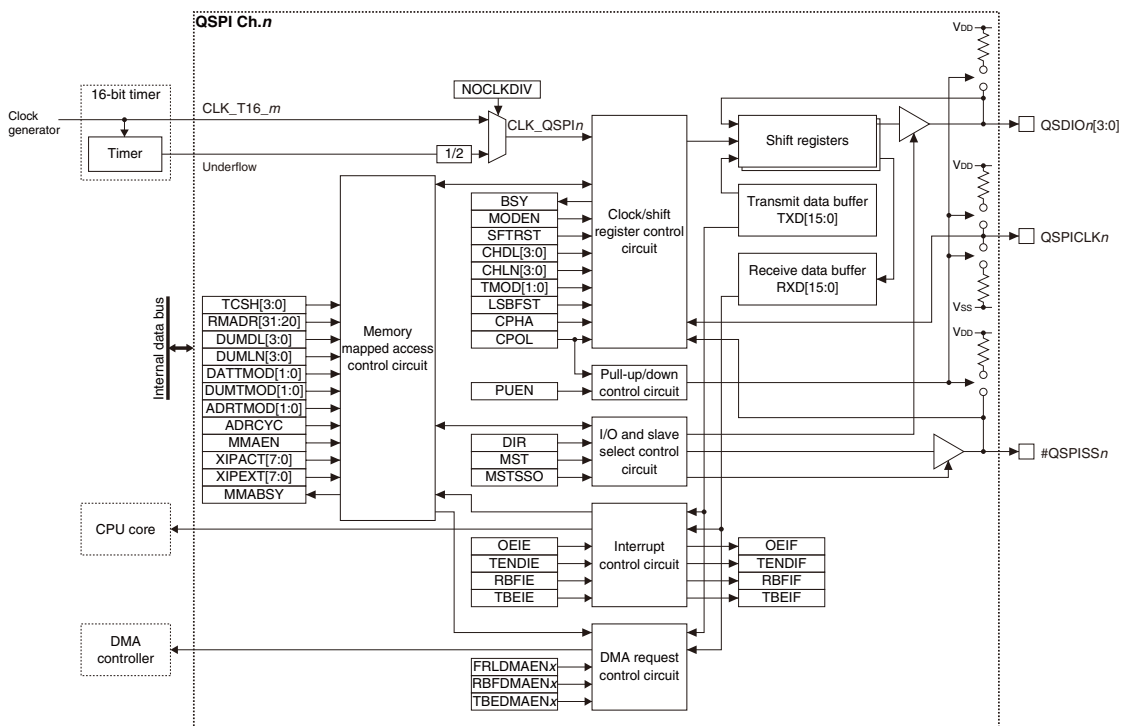 QSPI Ch.n
VDD
16-bit timer
NOCLKDIV
Clock
generator
CLK_T16_m
CLK_QSPIn
Shift registers
QSDIOn[3:0]
Timer
1/2
Underflow
VDD
BSY
MODEN
SFTRST
CHDL[3:0]
CHLN[3:0]
TMOD[1:0]
LSBFST
CPHA
CPOL
Clock/shift
register control
circuit
Transmit data buffer
TXD[15:0]
QSPICLKn
Receive data buffer
RXD[15:0]
VSS
VDD
Internal data bus
TCSH[3:0]
RMADR[31:20]
DUMDL[3:0]
DUMLN[3:0]
DATTMOD[1:0]
DUMTMOD[1:0]
ADRTMOD[1:0]
ADRCYC
MMAEN
XIPACT[7:0]
XIPEXT[7:0]
MMABSY
Memory
mapped access
control circuit
PUEN
Pull-up/down
control circuit
DIR
MST
MSTSSO
I/O and slave
select control
circuit
#QSPISSn
CPU core
OEIE
TENDIE
RBFIE
TBEIE
Interrupt
control circuit
OEIF
TENDIF
RBFIF
TBEIF
DMA
controller
FRLDMAENx
RBFDMAENx
TBEDMAENx
DMA request
control circuit